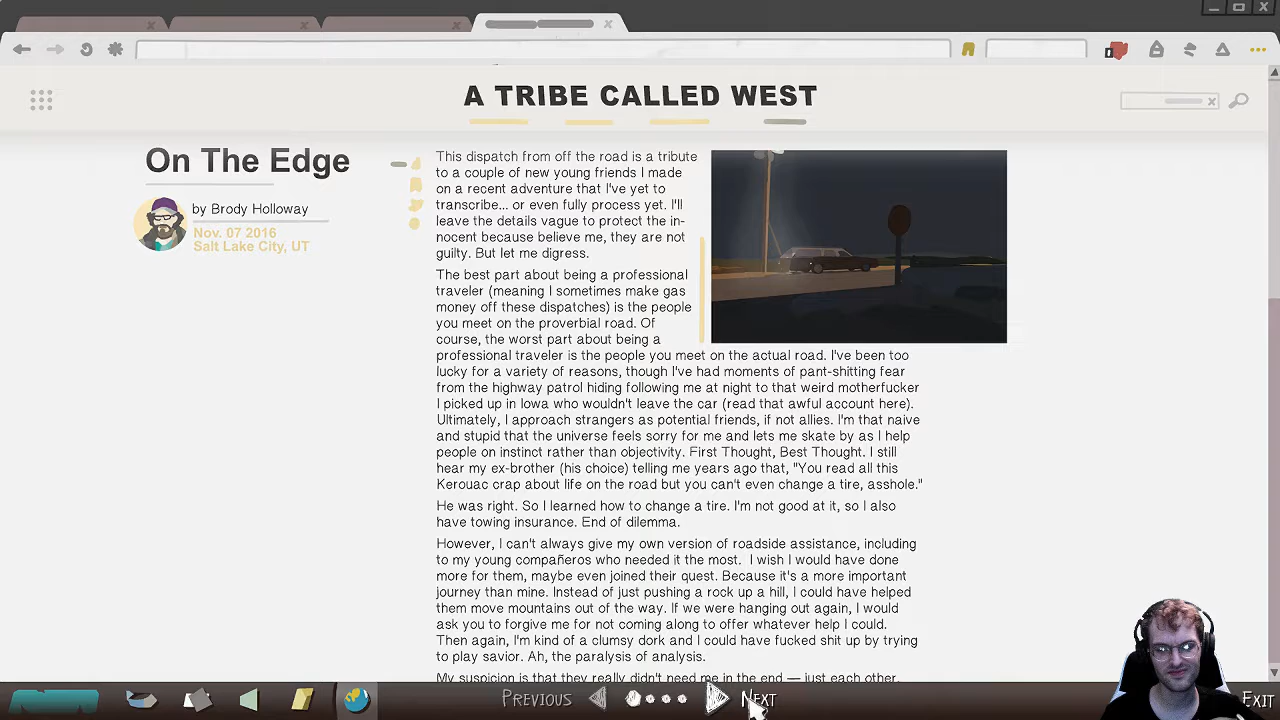 A TRIBE CALLED WEST
On The Edge
by Brody Holloway
Nov. 07 2016
Salt Lake City, UT
This dispatch from off the road is a tribute
to a couple of new young friends I made
on a recent adventure that I've yet to
transcribe... or even fully process yet. I'll
leave the details vague to protect the in-
nocent because believe me, they are not
guilty. But let me digress.
The best part about being a professional
traveler (meaning I sometimes make gas
money off these dispatches) is the people
you meet on the proverbial road. Of
course, the worst part about being a
professional traveler is the people you meet on the actual road. I've been too
lucky for a variety of reasons, though I've had moments of pant-shitting fear
from the highway patrol hiding following me at night to that weird motherfucker
I picked up in Iowa who wouldn't leave the car (read that awful account here).
Ultimately, I approach strangers as potential friends, if not allies. I'm that naive
and stupid that the universe feels sorry for me and lets me skate by as I help
people on instinct rather than objectivity. First Thought, Best Thought. I still
hear my ex-brother (his choice) telling me years ago that, "You read all this
Kerouac crap about life on the road but you can't even change a tire, asshole."
He was right. So I learned how to change a tire. I'm not good at it, so I also
have towing insurance. End of dilemma.
However, I can't always give my own version of roadside assistance, including
to my young compañeros who needed it the most.  I wish I would have done
more for them, maybe even joined their quest. Because it's a more important
journey than mine. Instead of just pushing a rock up a hill, I could have helped
them move mountains out of the way. If we were hanging out again, I would
ask you to forgive me for not coming along to offer whatever help I could.
Then again, I'm kind of a clumsy dork and I could have fucked shit up by trying
to play savior. Ah, the paralysis of analysis.
My suspicion is that they really didn't need me in the end — just each other.
PREVIOUS
NEXT
EXIT